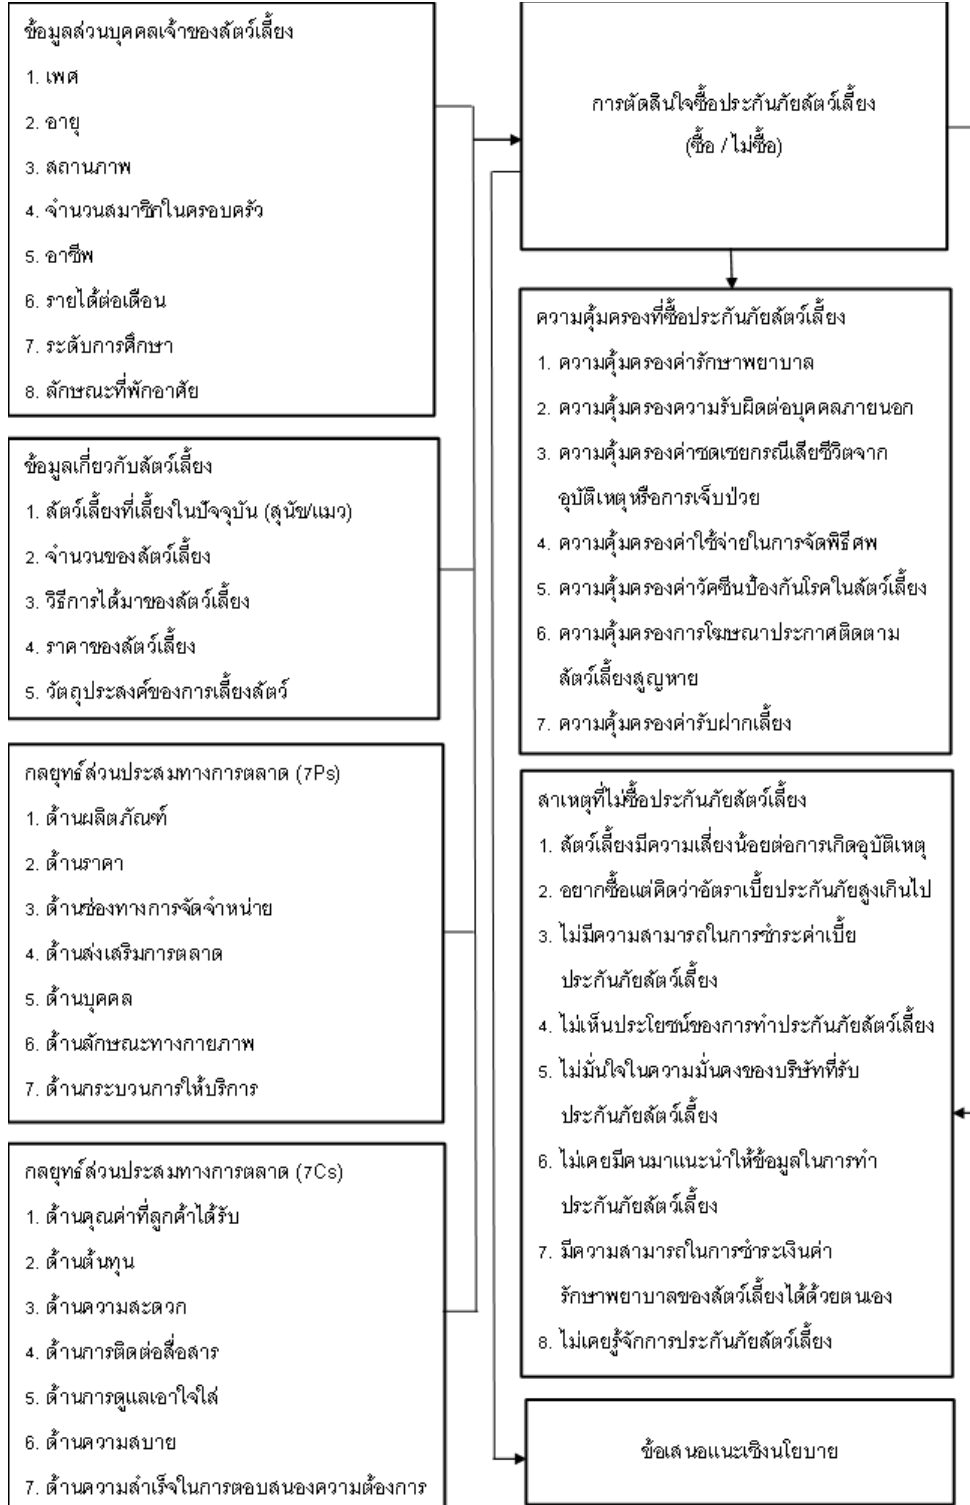 ข้อมูลส่วนบุคคลเจ้าของสัตว์เลี้ยง
1. เพศ
2. อายุ
3. สถานภาพ
4. จำนวนสมาชิกในครอบครัว
5. อาชีพ
6. รายได้ต่อเดือน
7. ระดับการศึกษา
8. ลักษณะที่พักอาศัย
ข้อมูลเกี่ยวกับสัตว์เลี้ยง
1. สัตว์เลี้ยงที่เลี้ยงในปัจจุบัน (สุนัข/แมว)
2. จำนวนของสัตว์เลี้ยง
3. วิธีการได้มาของสัตว์เลี้ยง
4. ราคาของสัตว์เลี้ยง
5. วัตถุประสงค์ของการเลี้ยงสัตว์
กลยุทธ์ส่วนประสมทางการตลาด (7Ps)
1. ด้านผลิตภัณฑ์
2. ด้านราคา
3. ด้านช่องทางการจัดจำหน่าย
4. ด้านส่งเสริมการตลาด
5. ด้านบุคคล
6. ด้านลักษณะทางกายภาพ
7. ด้านกระบวนการให้บริการ
กลยุทธ์ส่วนประสมทางการตลาด (7Cs)
1. ด้านคุณค่าที่ลูกค้าได้รับ
2. ด้านต้นทุน
3. ด้านความสะดวก
4. ด้านการติดต่อสื่อสาร
5. ด้านการดูแลเอาใจใส่
6. ด้านความสบาย
7. ด้านความสำเร็จในการตอบสนองความต้องการ
การตัดสินใจซื้อประกันภัยสัตว์เลี้ยง
(ซื้อ / ไม่ซื้อ)
ความคุ้มครองที่ซื้อประกันภัยสัตว์เลี้ยง
1. ความคุ้มครองค่ารักษาพยาบาล
2. ความคุ้มครองความรับผิดต่อบุคคลภายนอก
3. ความคุ้มครองค่าชดเชยกรณีเสียชีวิตจาก
อุบัติเหตุหรือการเจ็บป่วย
4. ความคุ้มครองค่าใช้จ่ายในการจัดพิธีศพ
5. ความคุ้มครองค่าวัคซีนป้องกันโรคในสัตว์เลี้ยง
6. ความคุ้มครองการโฆษณาประกาศติดตาม
สัตว์เลี้ยงสูญหาย
7. ความคุ้มครองค่ารับฝากเลี้ยง
สาเหตุที่ไม่ซื้อประกันภัยสัตว์เลี้ยง
1. สัตว์เลี้ยงมีความเสี่ยงน้อยต่อการเกิดอุบัติเหตุ
2. อยากซื้อแต่คิดว่าอัตราเบี้ยประกันภัยสูงเกินไป
3. ไม่มีความสามารถในการชำระค่าเบี้ย
ประกันภัยสัตว์เลี้ยง
4. ไม่เห็นประโยชน์ของการทำประกันภัยสัตว์เลี้ยง
5. ไม่มั่นใจในความมั่นคงของบริษัทที่รับ
ประกันภัยสัตว์เลี้ยง
6. ไม่เคยมีคนมาแนะนำให้ข้อมูลในการทำ
ประกันภัยสัตว์เลี้ยง
7. มีความสามารถในการชำระเงินค่า
รักษาพยาบาลของสัตว์เลี้ยงได้ด้วยตนเอง
8. ไม่เคยรู้จักการประกันภัยสัตว์เลี้ยง
ข้อเสนอแนะเชิงนโยบาย